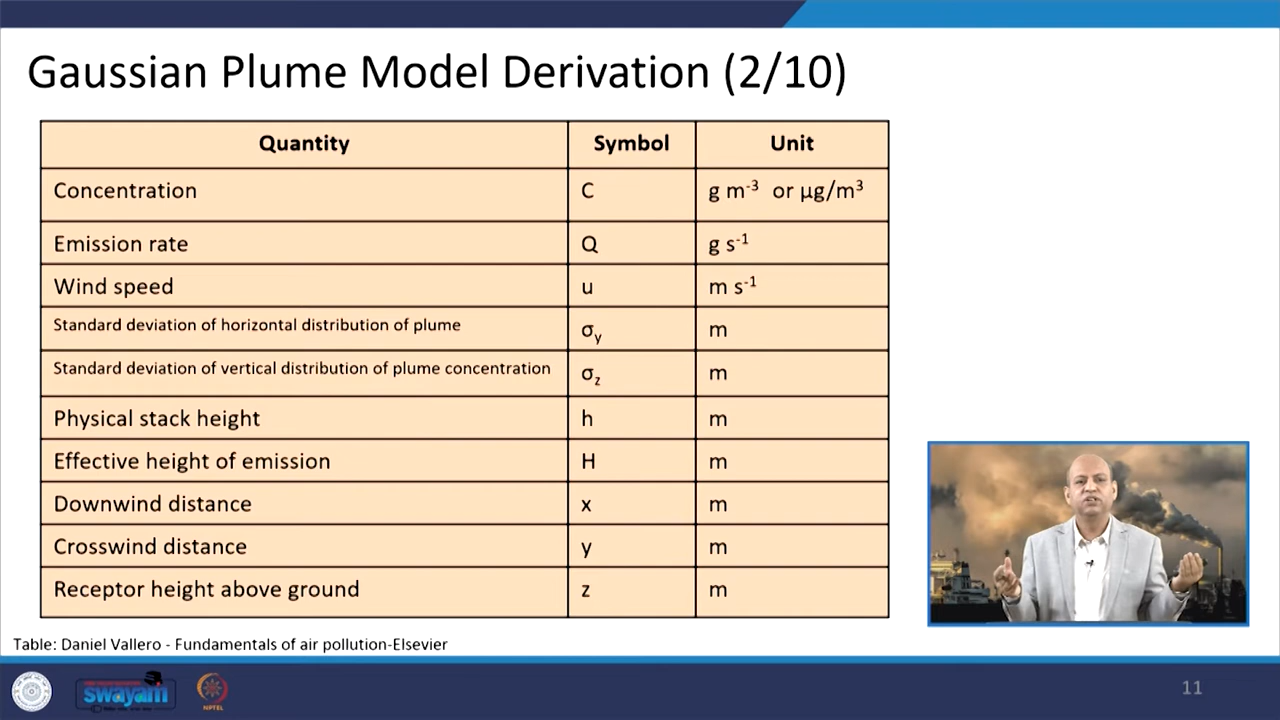 Gaussian Plume Model Derivation (2/10)
Quantity Symbol Unit
Concentration C g m⁻³ or µg/m³
Emission rate Q g s⁻¹
Wind speed u m s⁻¹
Standard deviation of horizontal distribution of plume σy m
Standard deviation of vertical distribution of plume concentration σz m
Physical stack height h m
Effective height of emission H m
Downwind distance x m
Crosswind distance y m
Receptor height above ground z m
Table: Daniel Vallero - Fundamentals of air pollution-Elsevier
swayam
NPTEL
11